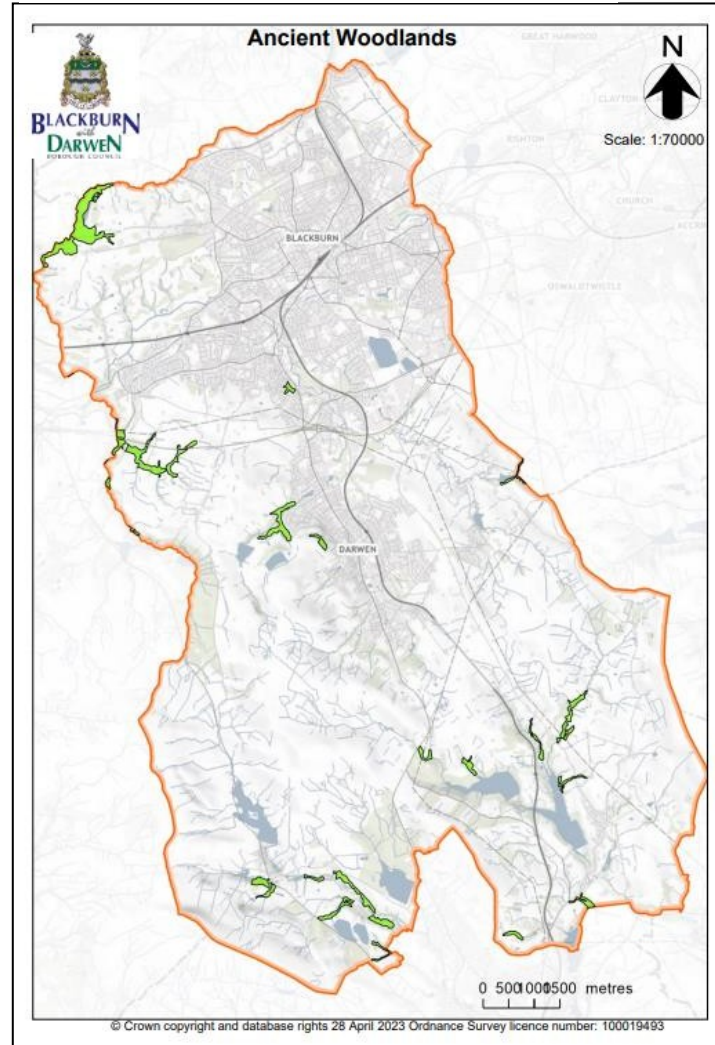 Ancient Woodlands
GREAT HARWOOD
N
BLACKBURN
with
DARWEN
BOROUGH COUNCIL
CLAYTON
RISHTON
Scale: 1:70000
CHURCH
ACCRIN
BLACKBURN
OSWALDTWISTLE
DARWEN
0 500 1000 1500 metres
© Crown copyright and database rights 28 April 2023 Ordnance Survey licence number: 100019493